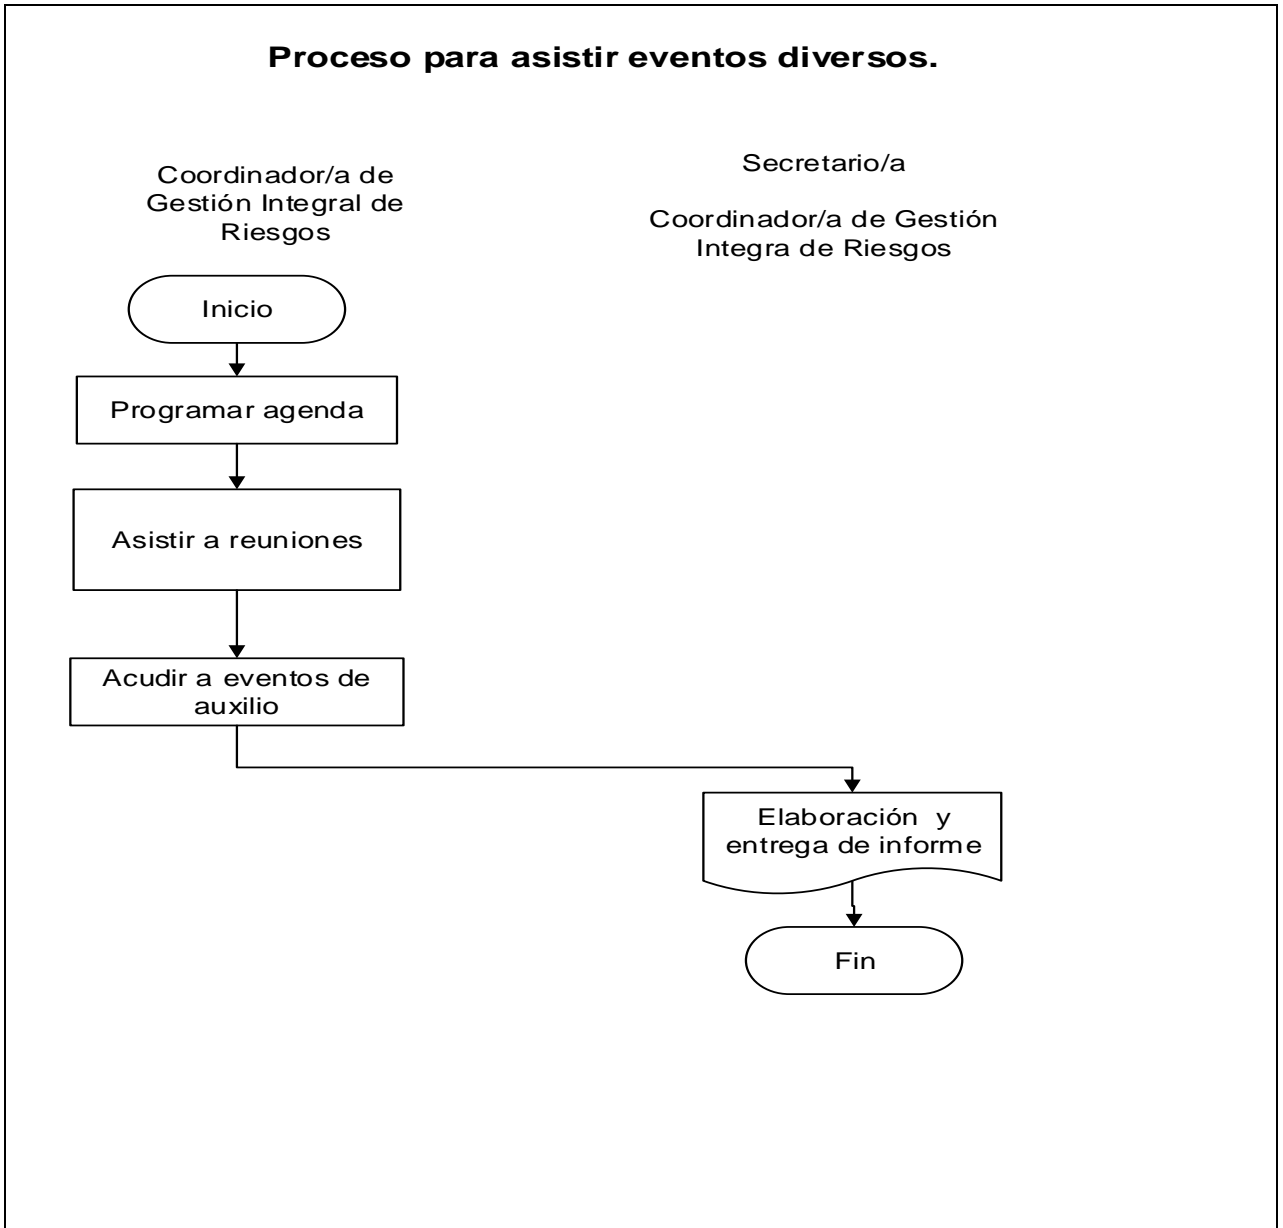 Proceso para asistir eventos diversos.
Coordinador/a de
Gestión Integral de
Riesgos
Secretario/a
Coordinador/a de Gestión
Integra de Riesgos
Inicio
Programar agenda
Asistir a reuniones
Acudir a eventos de
auxilio
Elaboración y
entrega de informe
Fin